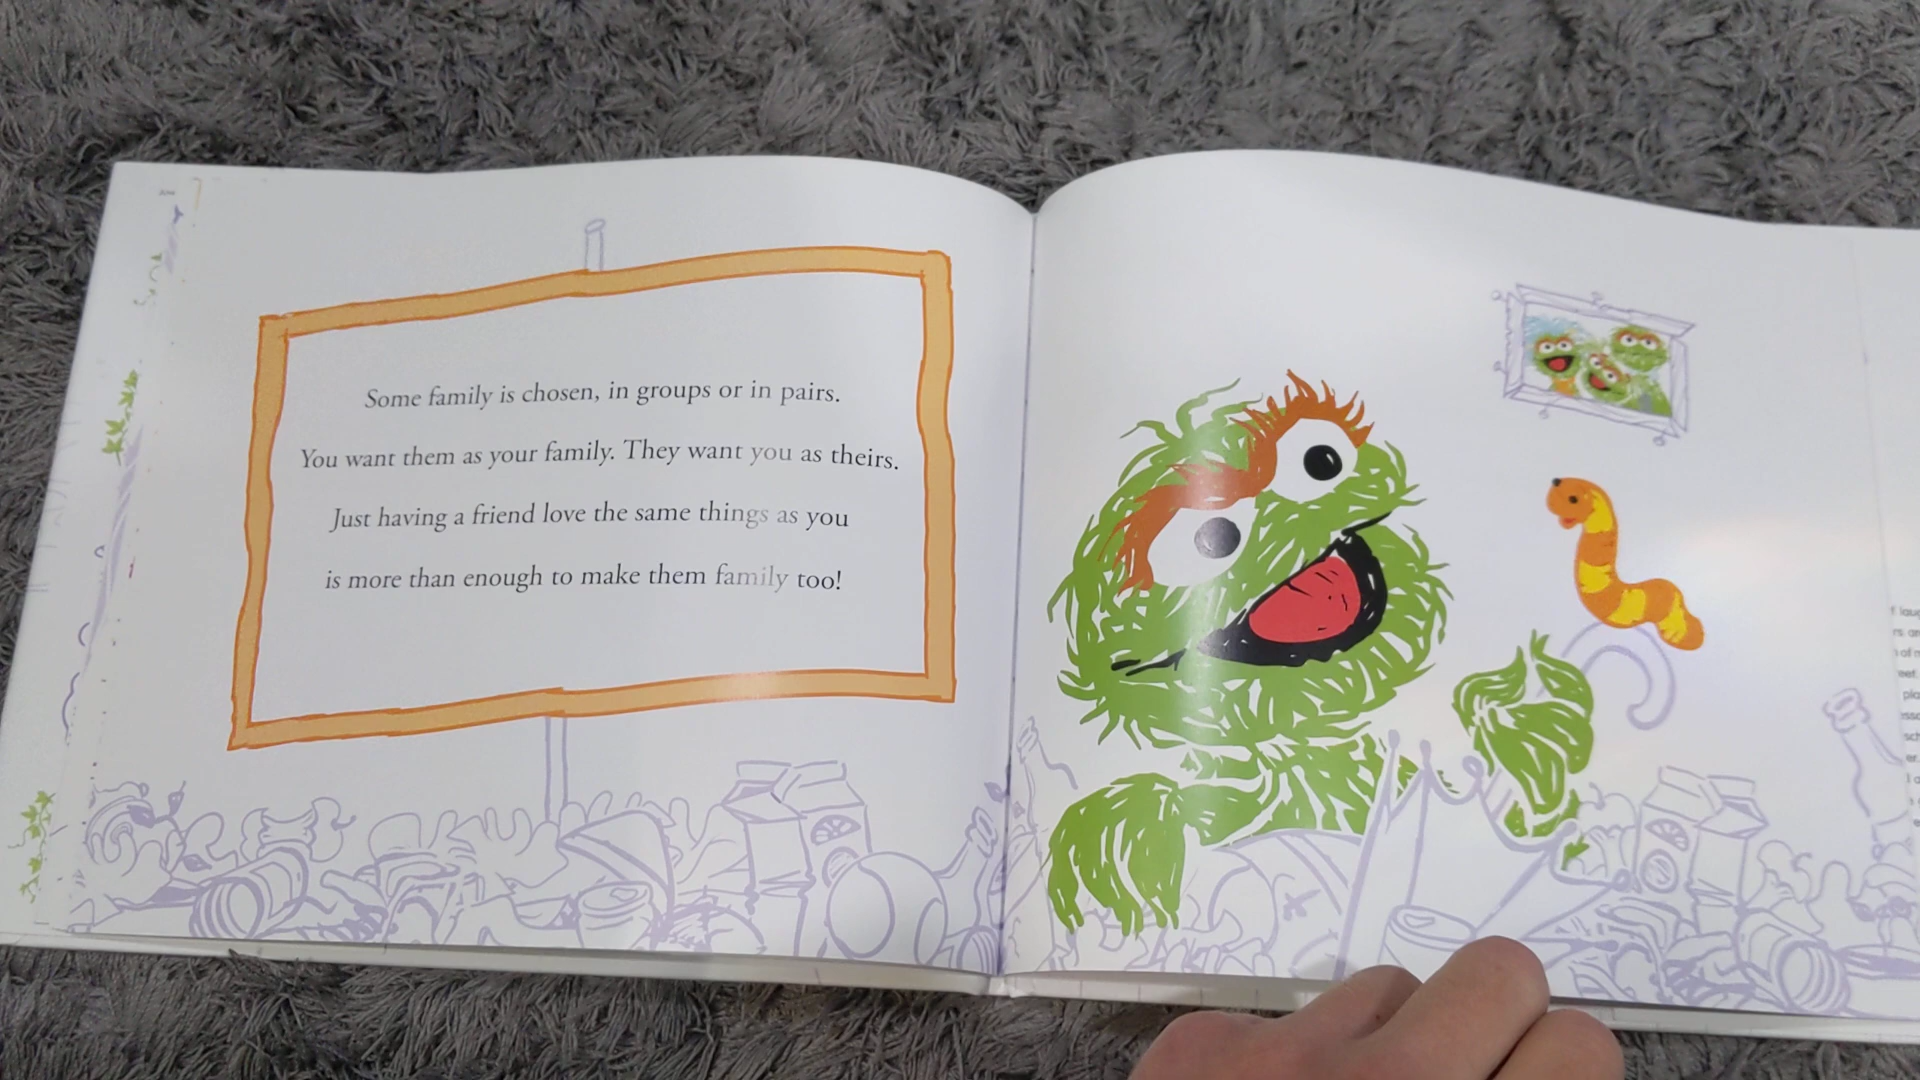 Some family is chosen, in groups or in pairs.
You want them as your family. They want you as theirs.
Just having a friend love the same things as you
is more than enough to make them family too!